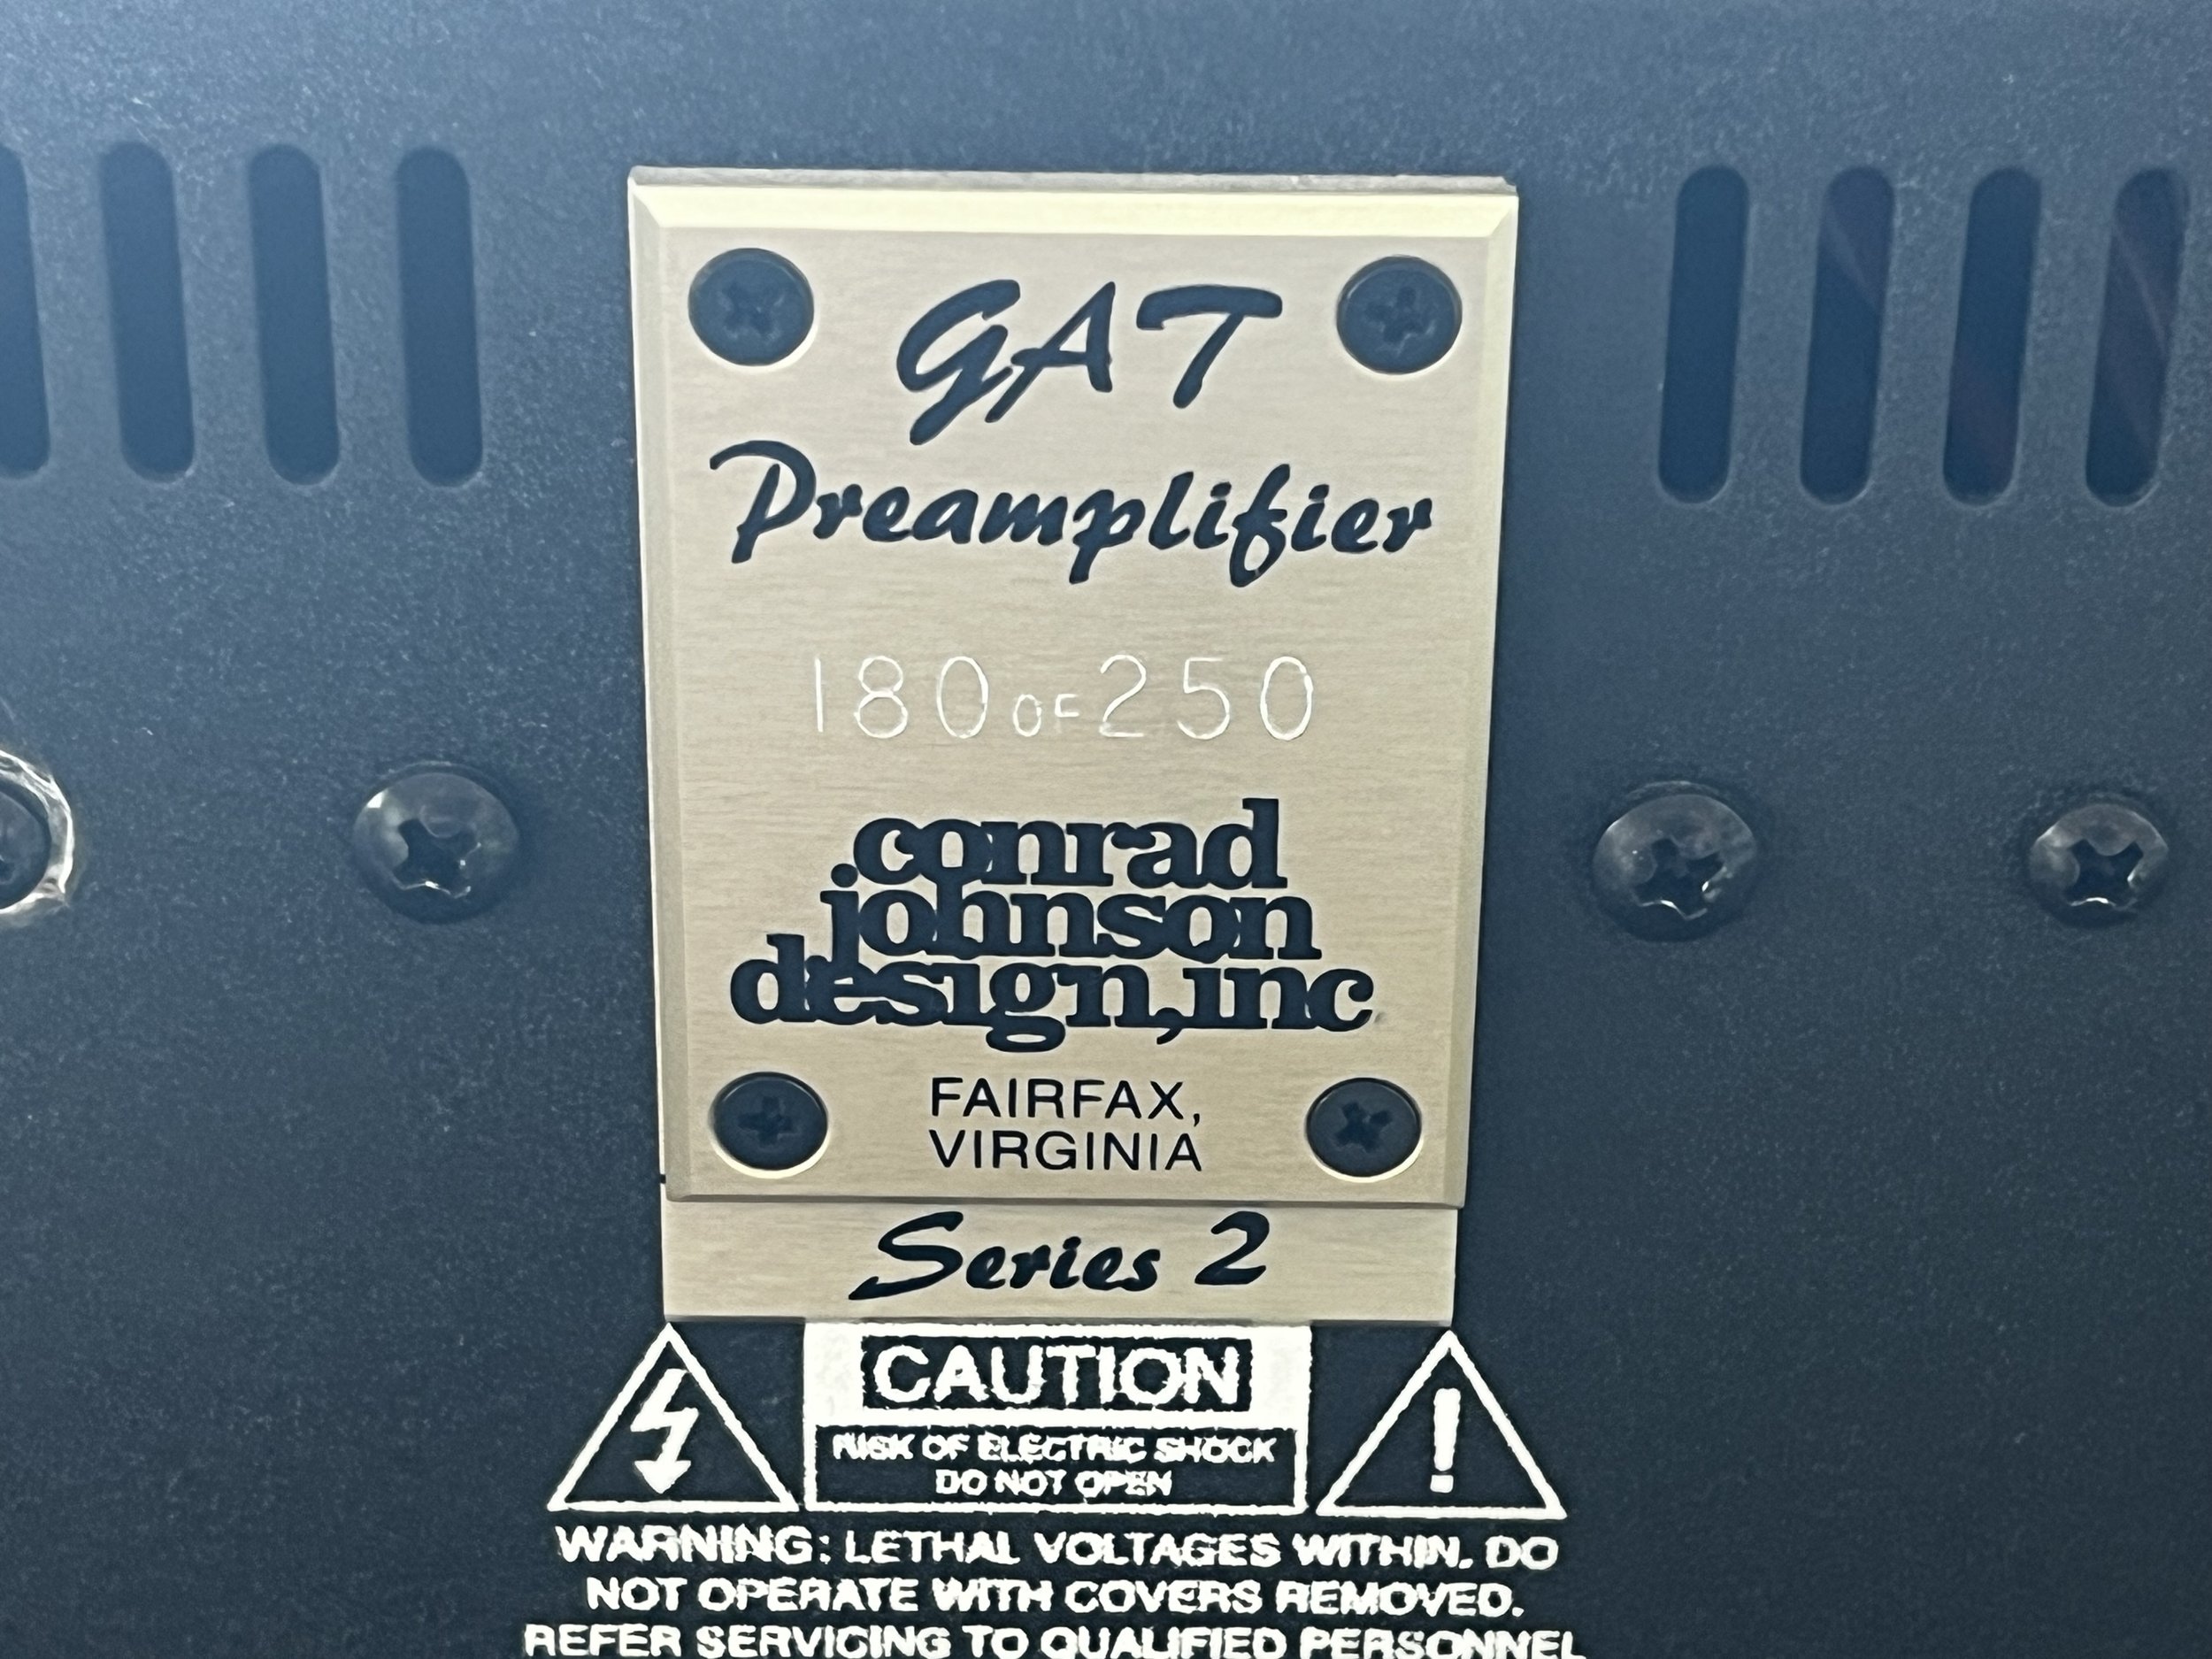 GAT
Preamplifier
180 OF 250
conrad
johnson
design, inc
FAIRFAX,
VIRGINIA
Series 2
CAUTION
RISK OF ELECTRIC SHOCK
DO NOT OPEN
WARNING: LETHAL VOLTAGES WITHIN. DO
NOT OPERATE WITH COVERS REMOVED.
REFER SERVICING TO QUALIFIED PERSONNEL